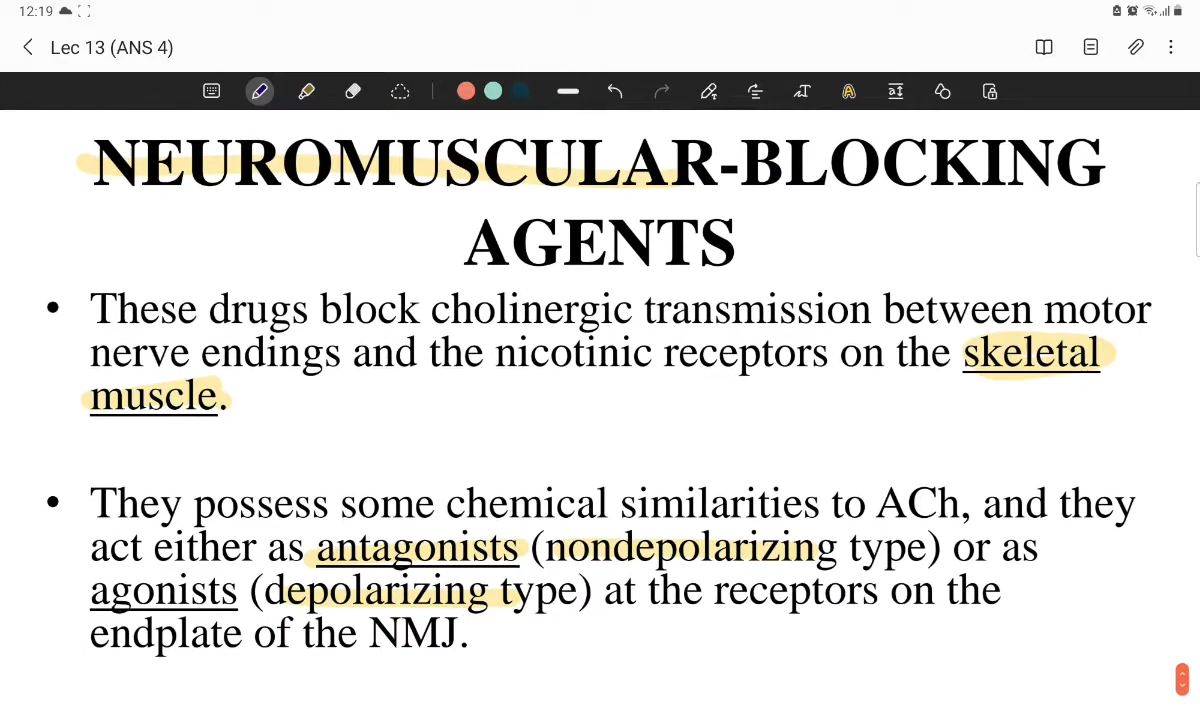 12:19
Lec 13 (ANS 4)
NEUROMUSCULAR-BLOCKING
AGENTS
• These drugs block cholinergic transmission between motor
nerve endings and the nicotinic receptors on the skeletal
muscle.
• They possess some chemical similarities to ACh, and they
act either as antagonists (nondepolarizing type) or as
agonists (depolarizing type) at the receptors on the
endplate of the NMJ.